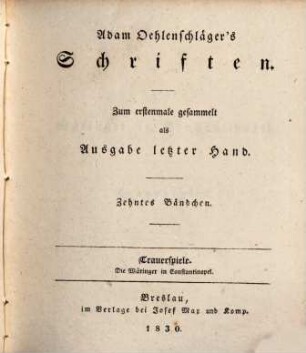 Adam Oehlenschläger's
Schriften.
Zum erstenmale gesammelt
als
Ausgabe letzter Hand.
Zehntes Bändchen.
Trauerspiele.
Die Wäringer in Constantinopel.
Breslau,
im Verlage bei Josef Max und Komp.
1830.